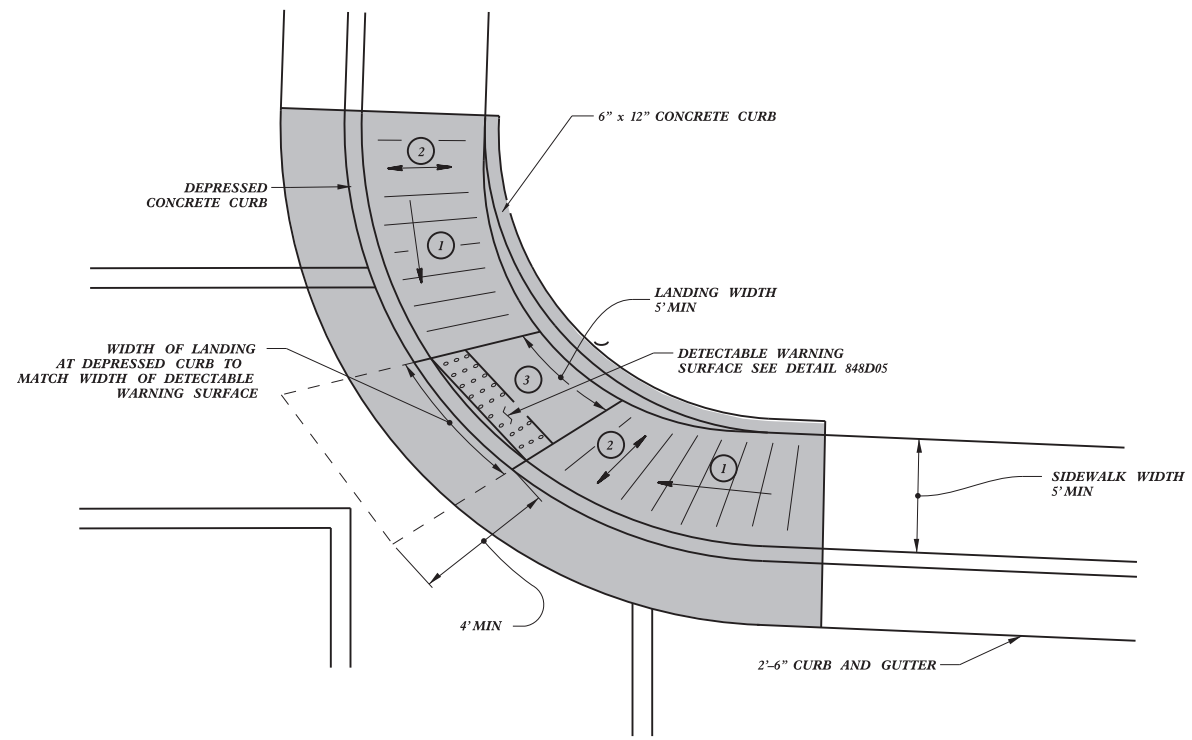 6” x 12” CONCRETE CURB
2
DEPRESSED
CONCRETE CURB
1
LANDING WIDTH
5’ MIN
WIDTH OF LANDING
AT DEPRESSED CURB TO
MATCH WIDTH OF DETECTABLE
WARNING SURFACE
DETECTABLE WARNING
SURFACE SEE DETAIL 848D05
3
2
1
SIDEWALK WIDTH
5’ MIN
4’ MIN
2’–6” CURB AND GUTTER